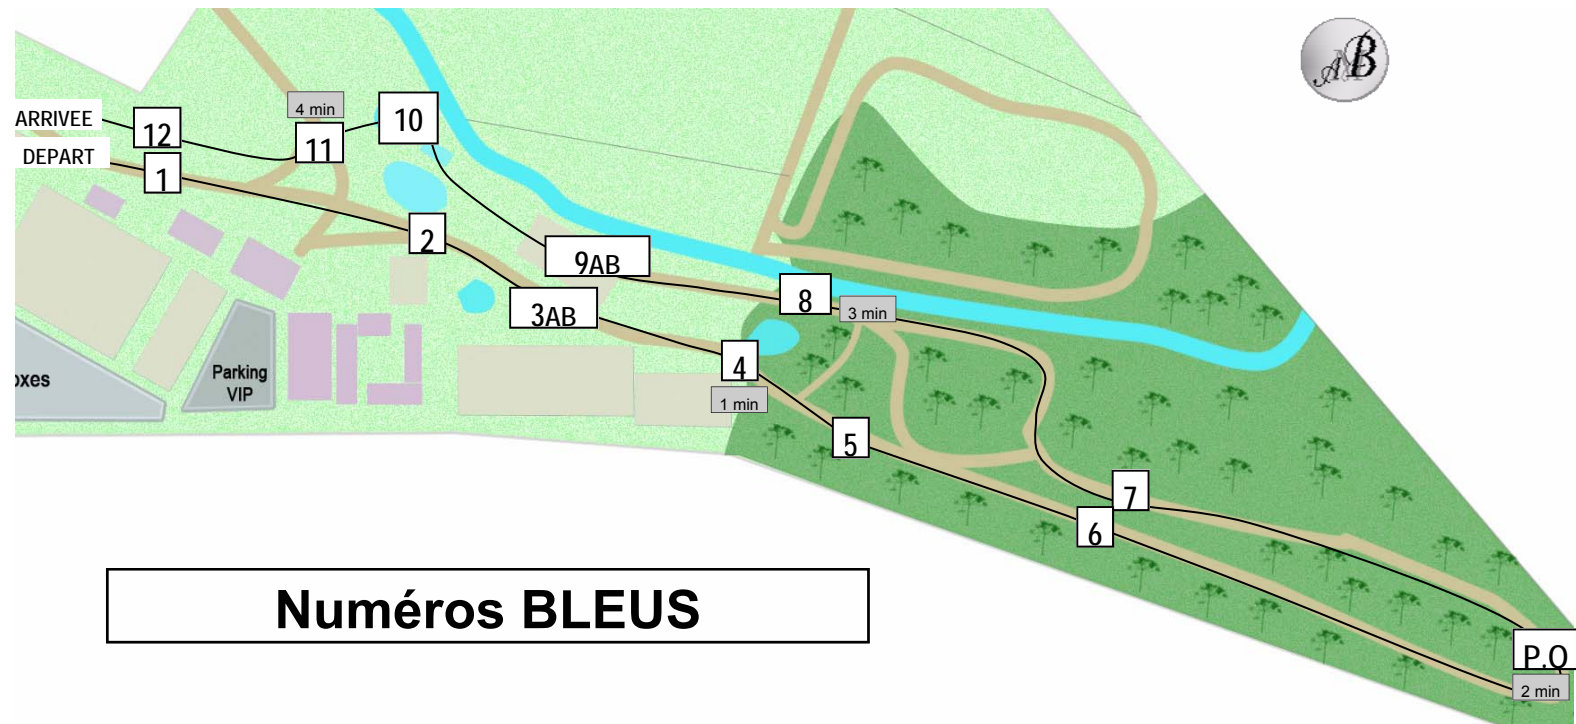 ARRIVEE
12
4 min
11
10
DEPART
1
2
9AB
3AB
8
3 min
4
1 min
5
oxes
Parking
VIP
7
6
P.O
2 min
Numéros BLEUS